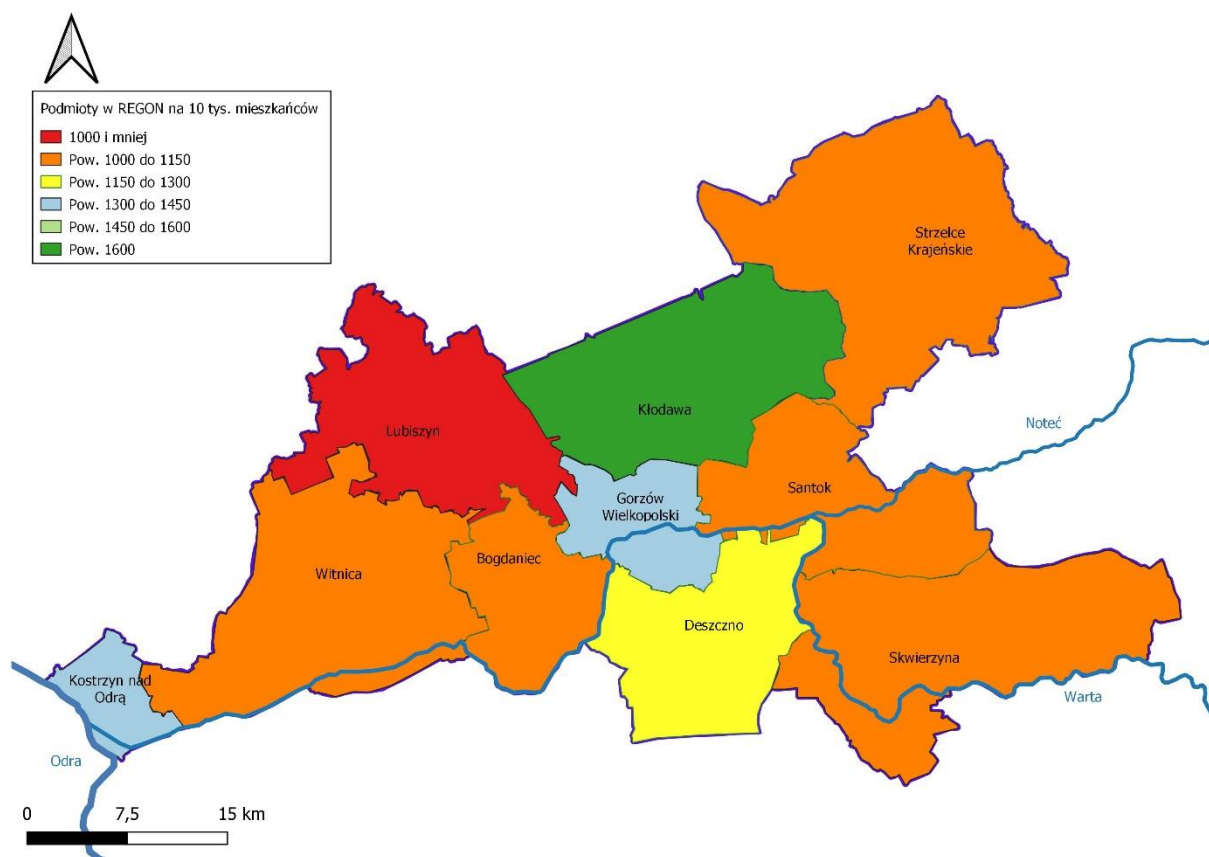 Podmioty w REGON na 10 tys. mieszkańców
1000 i mniej
Pow. 1000 do 1150
Pow. 1150 do 1300
Pow. 1300 do 1450
Pow. 1450 do 1600
Pow. 1600
Strzelce
Krajeńskie
Kłodawa
Lubiszyn
Noteć
Santok
Gorzów
Wielkopolski
Bogdaniec
Witnica
Deszczno
Skwierzyna
Kostrzyn nad
Odrą
Warta
Odra
0 7,5 15 km